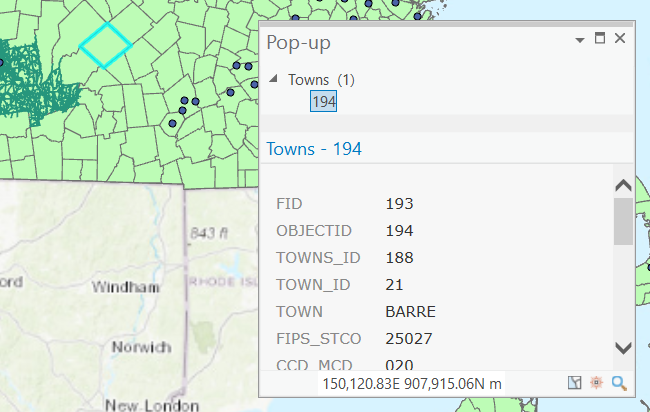 Pop-up
Towns (1)
194
Towns - 194
FID 193
OBJECTID 194
TOWNS_ID 188
TOWN_ID 21
TOWN BARRE
FIPS_STCO 25027
CCD_MCD 020
150,120.83E 907,915.06N m
843 ft
RHODE ISL
ord
Windham
Norwich
New London